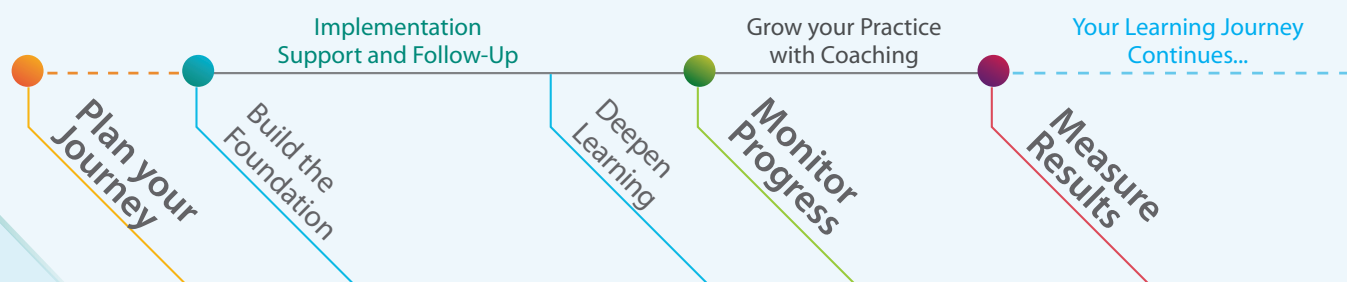 Implementation
Support and Follow-Up
Grow your Practice
with Coaching
Your Learning Journey
Continues...
Plan your
Journey
Build the
Foundation
Deepen
Learning
Monitor
Progress
Measure
Results